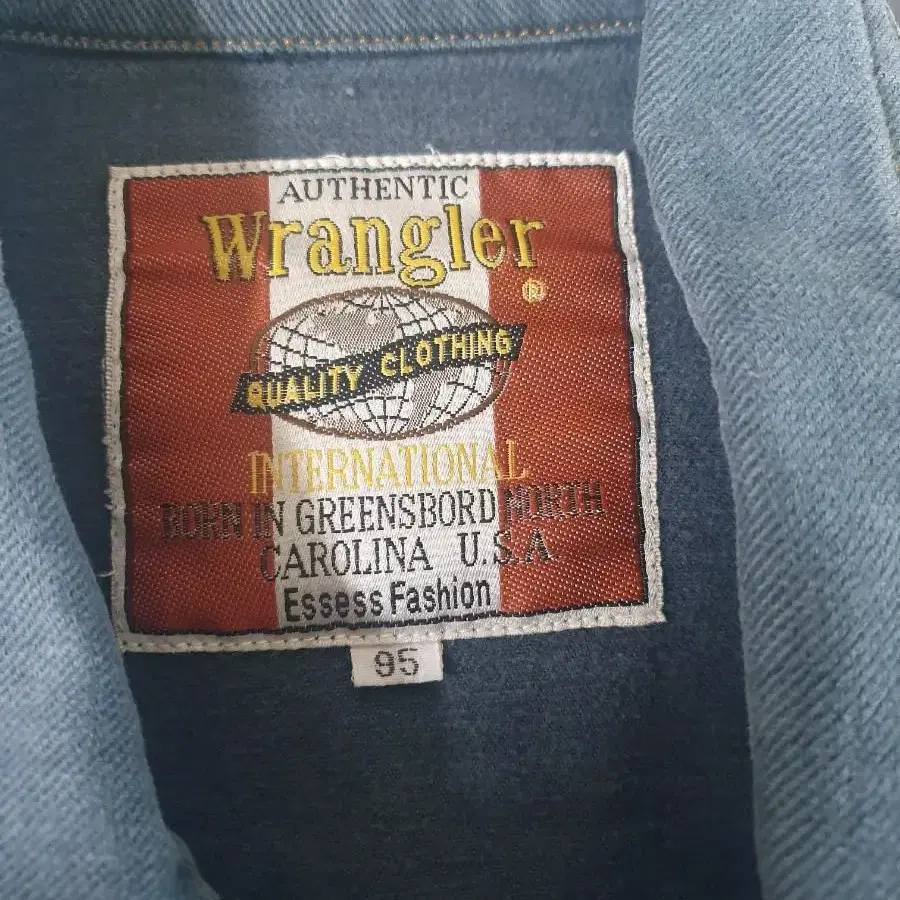 AUTHENTIC
Wrangler
®
QUALITY CLOTHING
INTERNATIONAL
BORN IN GREENSBORD NORTH
CAROLINA U.S.A
Essess Fashion
95